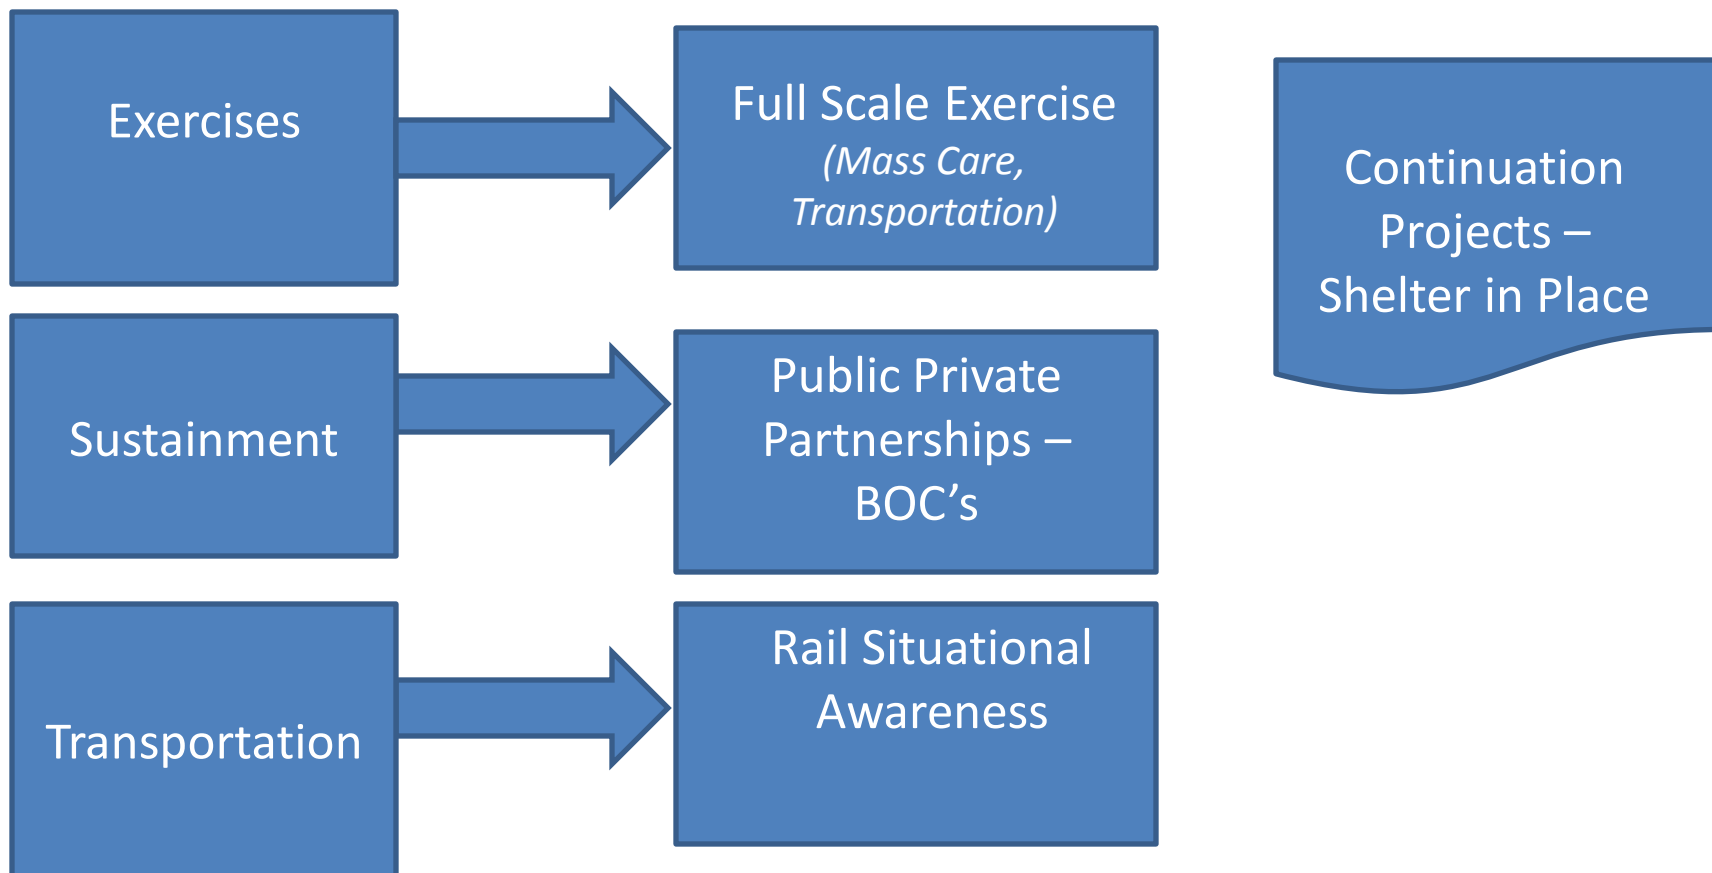 Exercises
Full Scale Exercise
(Mass Care,
Transportation)
Continuation
Projects –
Shelter in Place
Sustainment
Public Private
Partnerships –
BOC’s
Transportation
Rail Situational
Awareness